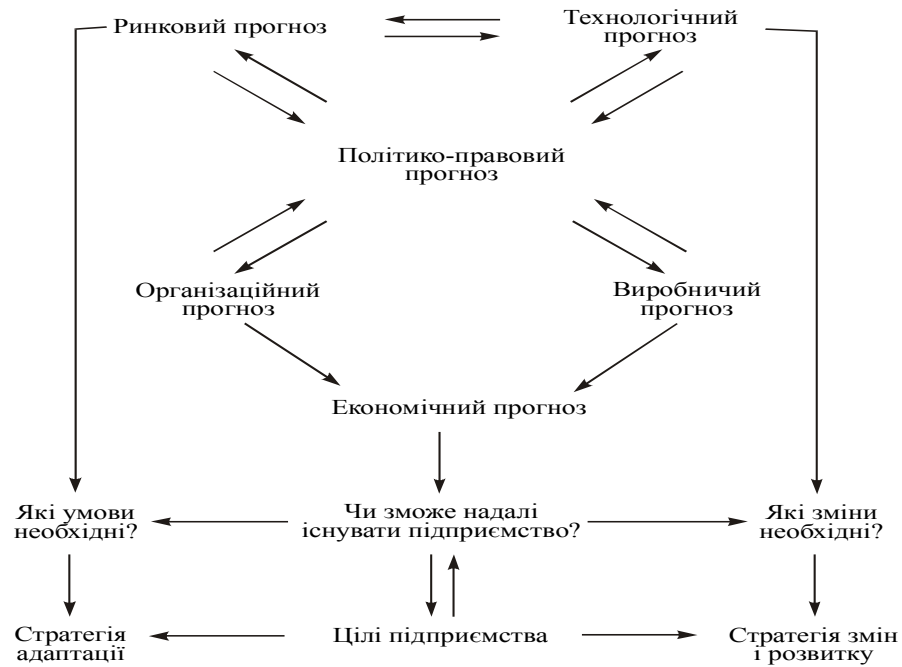 Ринковий прогноз
Технологічний
прогноз
Політико-правовий
прогноз
Організаційний
прогноз
Виробничий
прогноз
Економічний прогноз
Які умови
необхідні?
Чи зможе надалі
існувати підприємство?
Які зміни
необхідні?
Стратегія
адаптації
Цілі підприємства
Стратегія змін
і розвитку